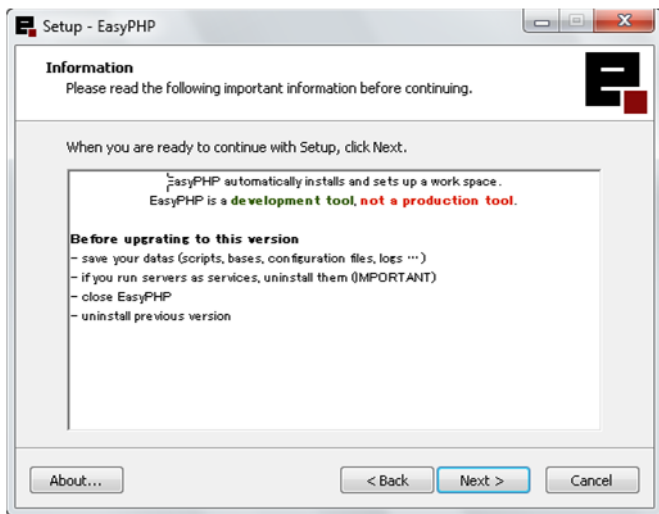 Setup - EasyPHP
Information
Please read the following important information before continuing.
When you are ready to continue with Setup, click Next.
EasyPHP automatically installs and sets up a work space.
EasyPHP is a development tool, not a production tool.
Before upgrating to this version
- save your datas (scripts, bases, configuration files, logs ...)
- if you run servers as services, uninstall them (IMPORTANT)
- close EasyPHP
- uninstall previous version
About...
< Back
Next >
Cancel